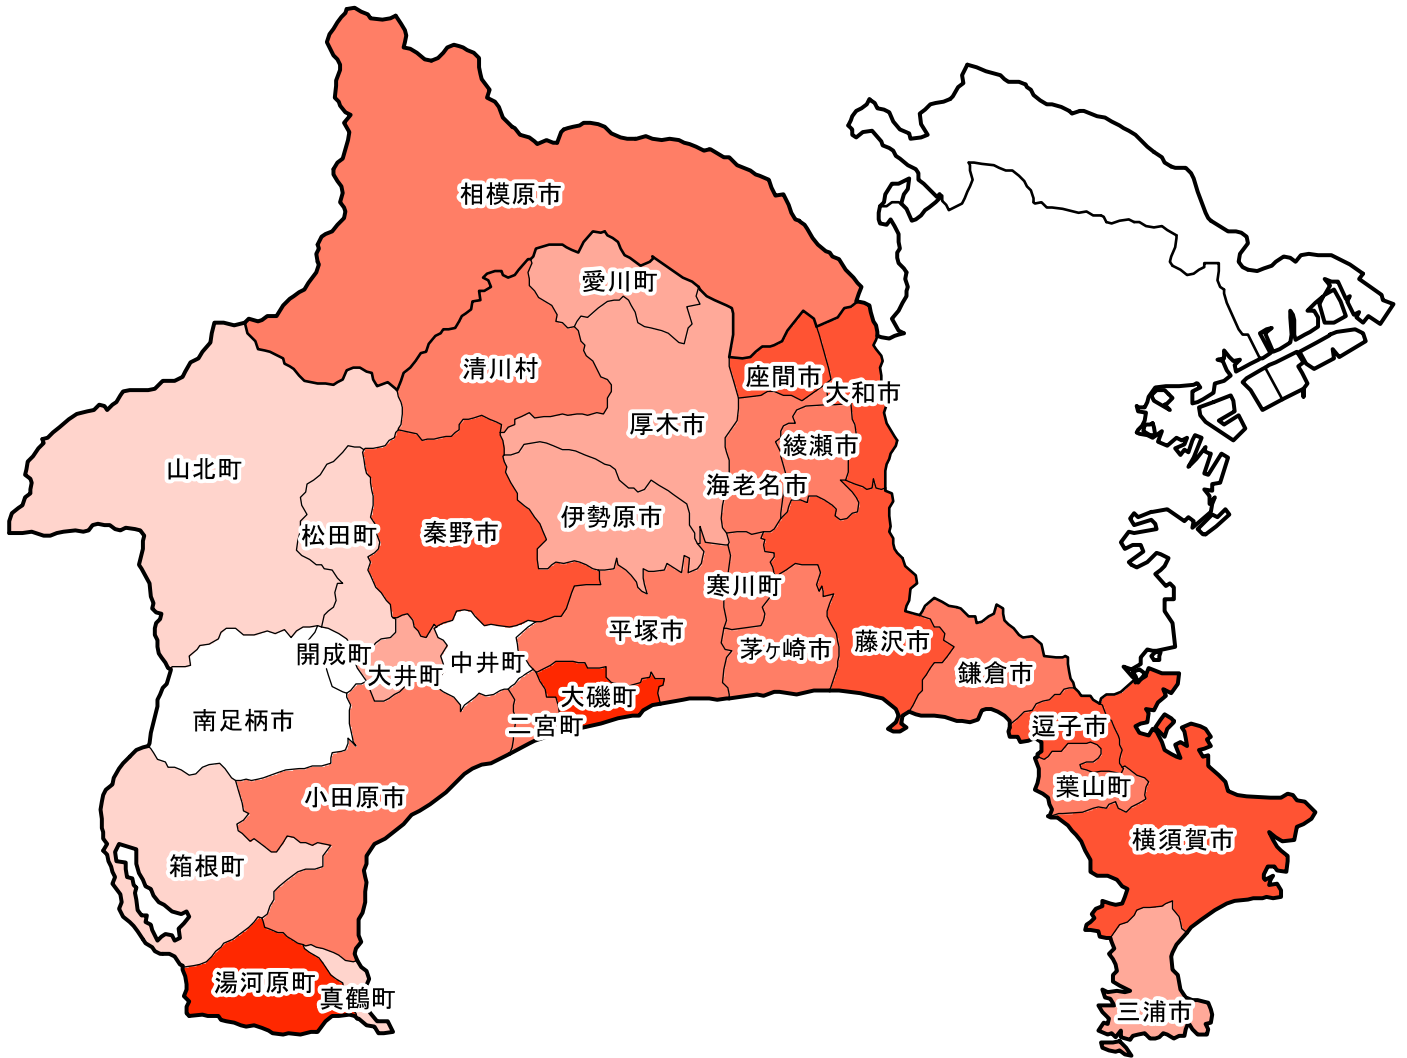 相模原市
愛川町
清川村
座間市
大和市
厚木市
綾瀬市
山北町
海老名市
伊勢原市
秦野市
松田町
寒川町
平塚市
藤沢市
茅ヶ崎市
開成町
中井町
大井町
鎌倉市
大磯町
南足柄市
二宮町
逗子市
葉山町
小田原市
横須賀市
箱根町
湯河原町
真鶴町
三浦市